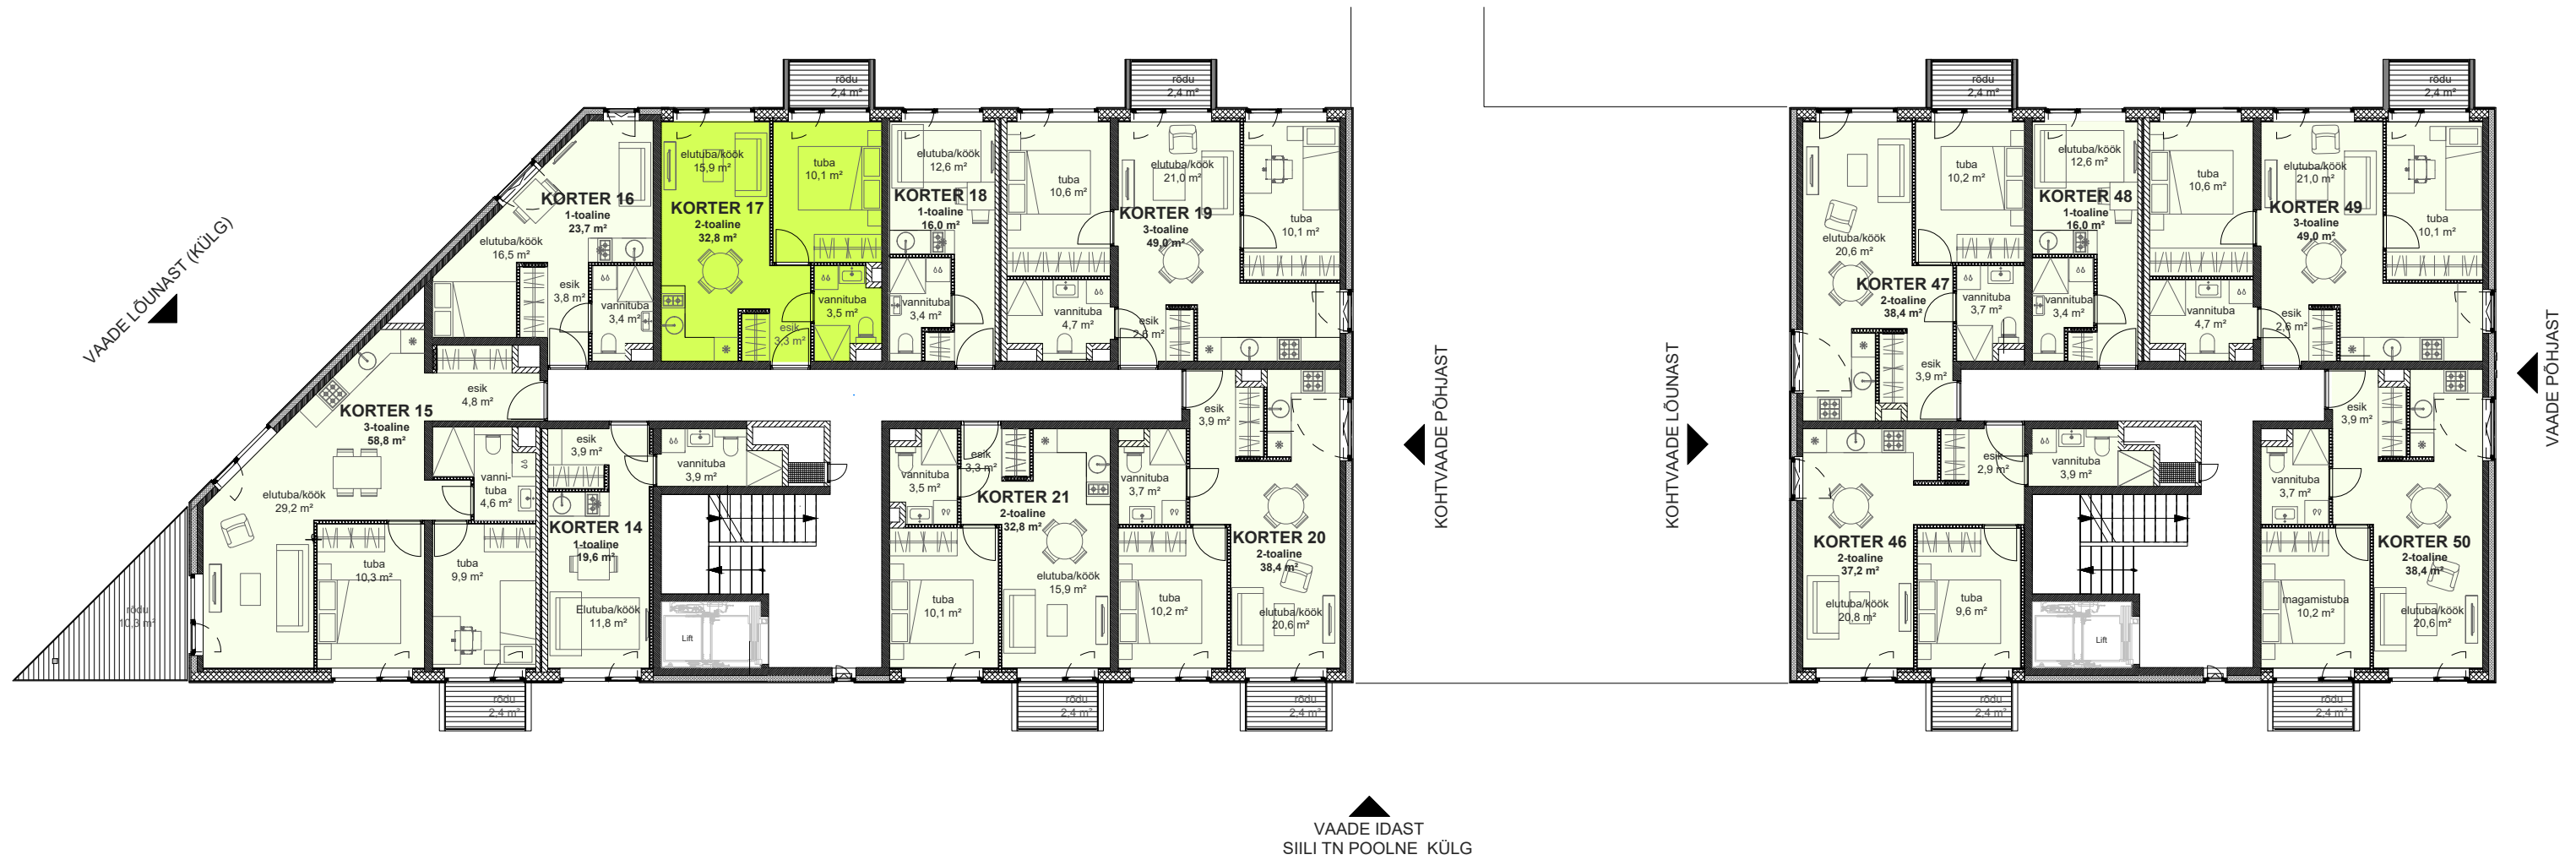 rõdu
2,4 m²
rõdu
2,4 m²
rõdu
2,4 m²
rõdu
2,4 m²
KORTER 16
1-toaline
23,7 m²
elutuba/köök
16,5 m²
esik
3,8 m²
vannituba
3,4 m²
elutuba/köök
15,9 m²
KORTER 17
2-toaline
32,8 m²
tuba
10,1 m²
vannituba
3,5 m²
esik
3,3 m²
elutuba/köök
12,6 m²
KORTER 18
1-toaline
16,0 m²
vannituba
3,4 m²
tuba
10,6 m²
vannituba
4,7 m²
elutuba/köök
21,0 m²
KORTER 19
3-toaline
49,0 m²
esik
2,6 m²
tuba
10,1 m²
elutuba/köök
20,6 m²
KORTER 47
2-toaline
38,4 m²
tuba
10,2 m²
vannituba
3,7 m²
esik
3,9 m²
elutuba/köök
12,6 m²
KORTER 48
1-toaline
16,0 m²
vannituba
3,4 m²
tuba
10,6 m²
vannituba
4,7 m²
elutuba/köök
21,0 m²
KORTER 49
3-toaline
49,0 m²
esik
2,6 m²
tuba
10,1 m²
VAADE LÕUNAST (KÜLG)
KOHTVAADE PÕHJAST
KOHTVAADE LÕUNAST
VAADE PÕHJAST
esik
4,8 m²
KORTER 15
3-toaline
58,8 m²
elutuba/köök
29,2 m²
vanni-
tuba
4,6 m²
tuba
10,3 m²
tuba
9,9 m²
rõdu
10,3 m²
esik
3,9 m²
KORTER 14
1-toaline
19,6 m²
Elutuba/köök
11,8 m²
vannituba
3,9 m²
Lift
vannituba
3,5 m²
esik
3,3 m²
KORTER 21
2-toaline
32,8 m²
tuba
10,1 m²
elutuba/köök
15,9 m²
vannituba
3,7 m²
esik
3,9 m²
KORTER 20
2-toaline
38,4 m²
tuba
10,2 m²
elutuba/köök
20,6 m²
KORTER 46
2-toaline
37,2 m²
elutuba/köök
20,8 m²
tuba
9,6 m²
esik
2,9 m²
vannituba
3,9 m²
Lift
vannituba
3,7 m²
esik
3,9 m²
KORTER 50
2-toaline
38,4 m²
magamistuba
10,2 m²
elutuba/köök
20,6 m²
rõdu
2,4 m²
rõdu
2,4 m²
rõdu
2,4 m²
rõdu
2,4 m²
rõdu
2,4 m²
VAADE IDAST
SIILI TN POOLNE KÜLG